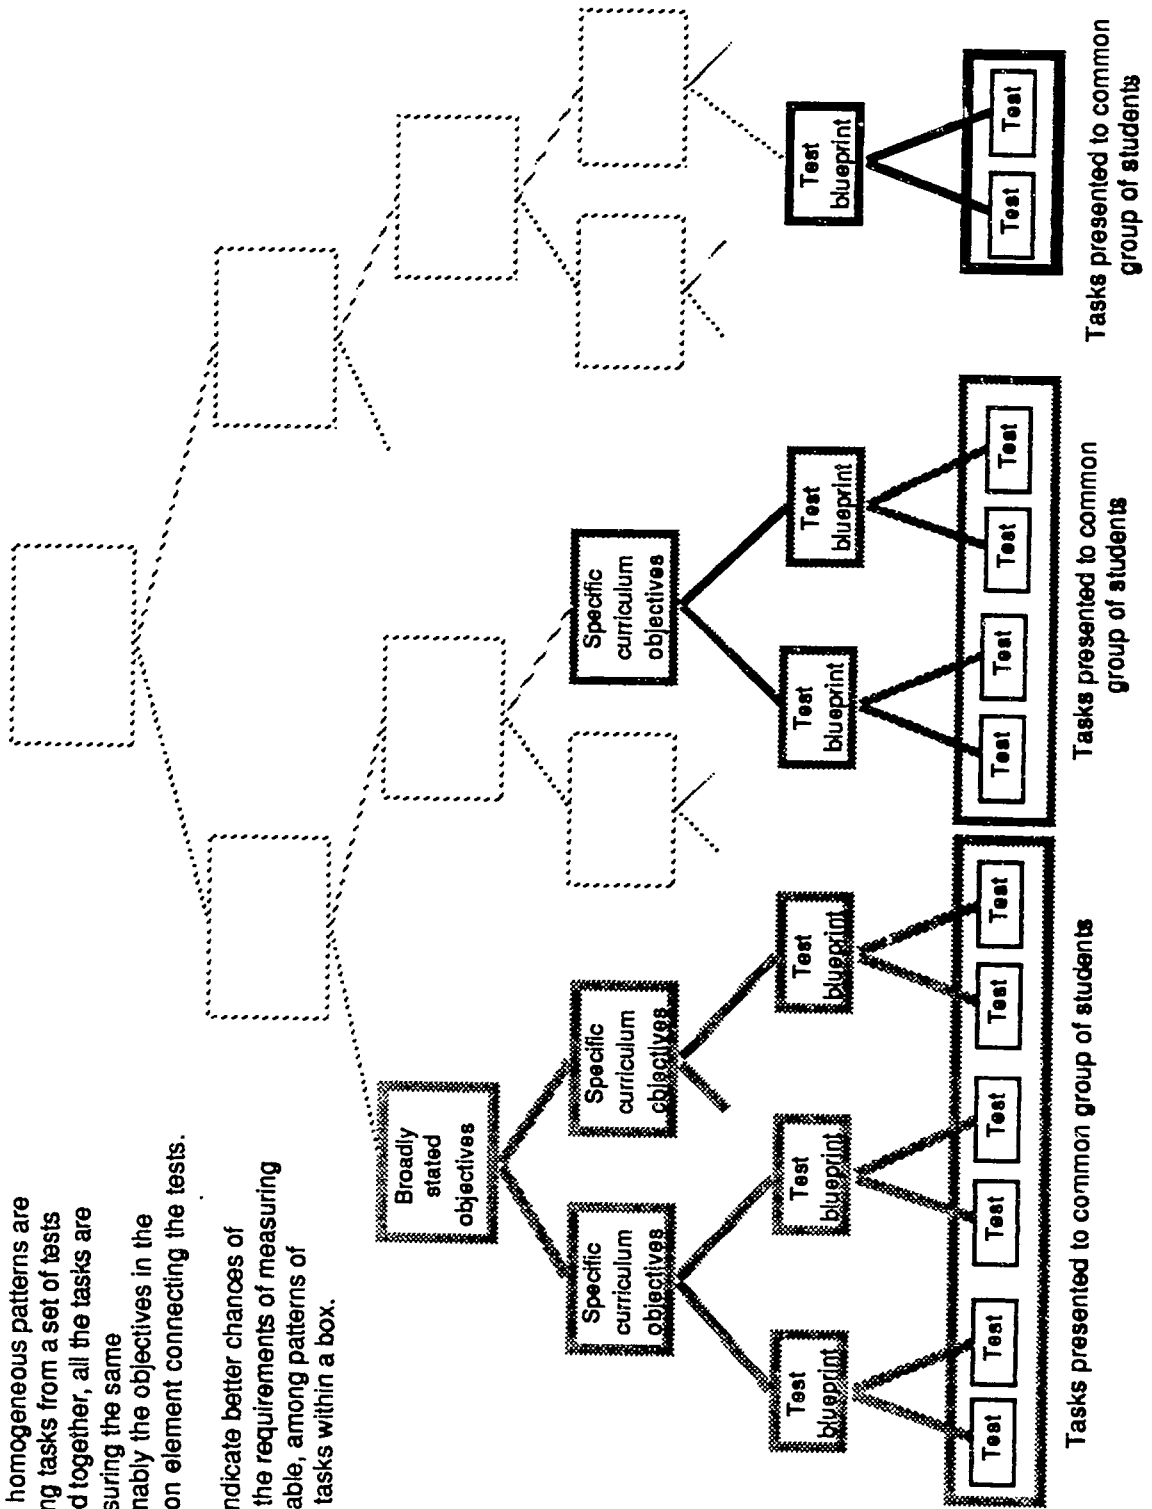 homogeneous patterns are
ng tasks from a set of tests
d together, all the tasks are
suring the same
nably the objectives in the
on element connecting the tests.
ndicate better chances of
the requirements of measuring
able, among patterns of
tasks within a box.
Broadly
stated
objectives
Specific
curriculum
objectives
Specific
curriculum
objectives
Specific
curriculum
objectives
Test
blueprint
Test
blueprint
Test
blueprint
Test
blueprint
Test
blueprint
Test
blueprint
Test
Test
Test
Test
Test
Test
Test
Test
Test
Test
Test
Test
Tasks presented to common group of students
Tasks presented to common
group of students
Tasks presented to common
group of students